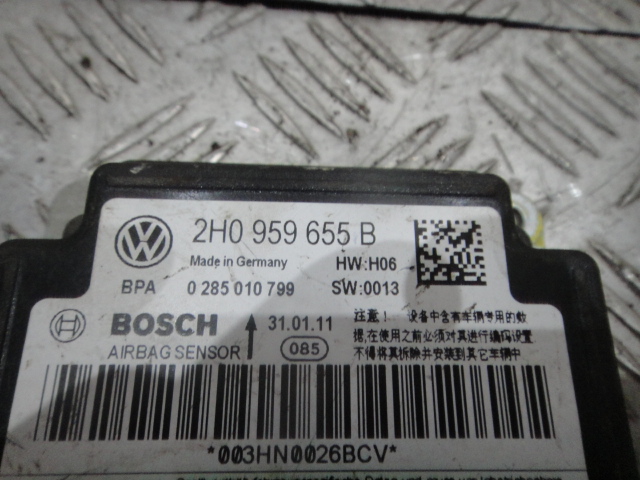 2H0 959 655 B
Made in Germany HW:H06
BPA 0 285 010 799 SW:0013
BOSCH 31.01.11
AIRBAG SENSOR 085
注意! 设备中含有车辆专用的数
据,在使用之前必须对其进行编码设置
不得将其拆除并安装到其它车辆中
*003HN0026BCV*